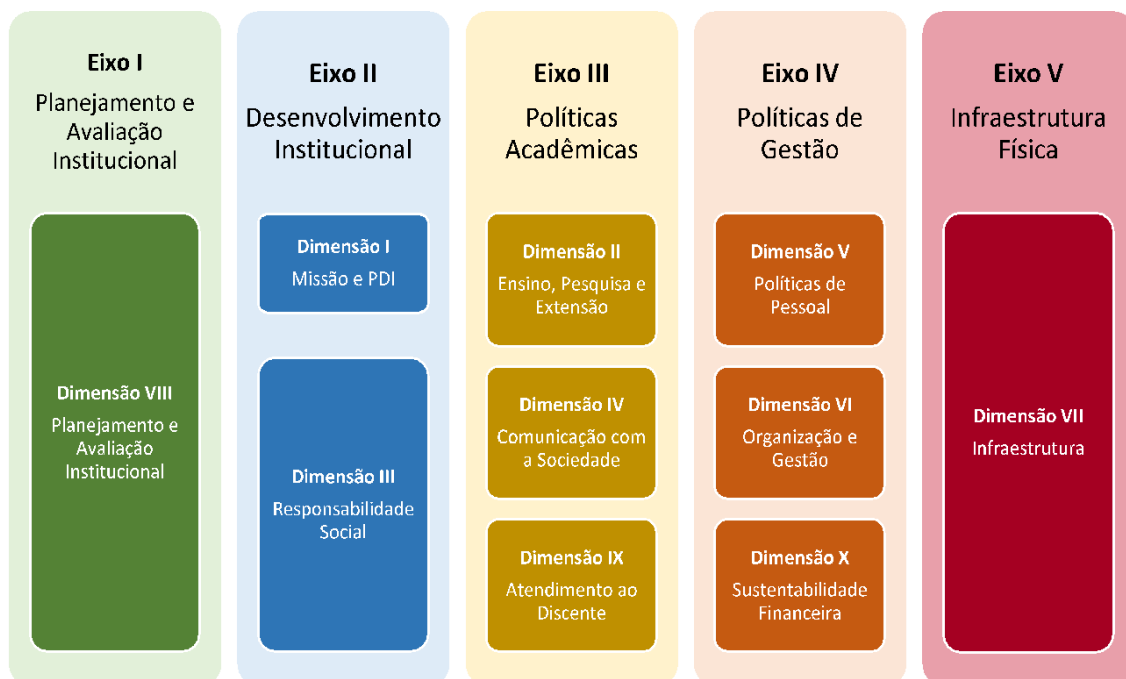 Eixo I
Planejamento e
Avaliação
Institucional
Dimensão VIII
Planejamento e
Avaliação
Institucional
Eixo II
Desenvolvimento
Institucional
Dimensão I
Missão e PDI
Dimensão III
Responsabilidade
Social
Eixo III
Políticas
Acadêmicas
Dimensão II
Ensino, Pesquisa e
Extensão
Dimensão IV
Comunicação com
a Sociedade
Dimensão IX
Atendimento ao
Discente
Eixo IV
Políticas de
Gestão
Dimensão V
Políticas de
Pessoal
Dimensão VI
Organização e
Gestão
Dimensão X
Sustentabilidade
Financeira
Eixo V
Infraestrutura
Física
Dimensão VII
Infraestrutura